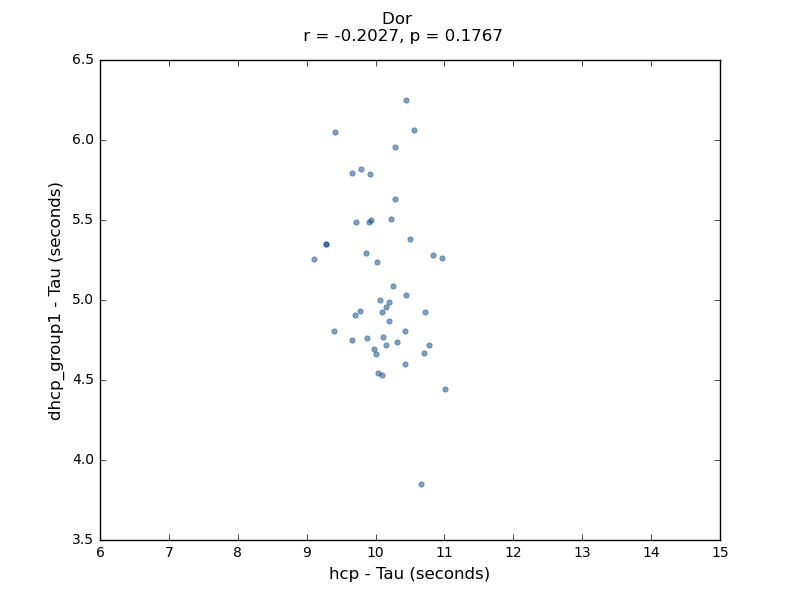 Dor
r = -0.2027, p = 0.1767
6.5
6.0
5.5
5.0
4.5
4.0
3.5
dhcp_group1 - Tau (seconds)
6 7 8 9 10 11 12 13 14 15
hcp - Tau (seconds)